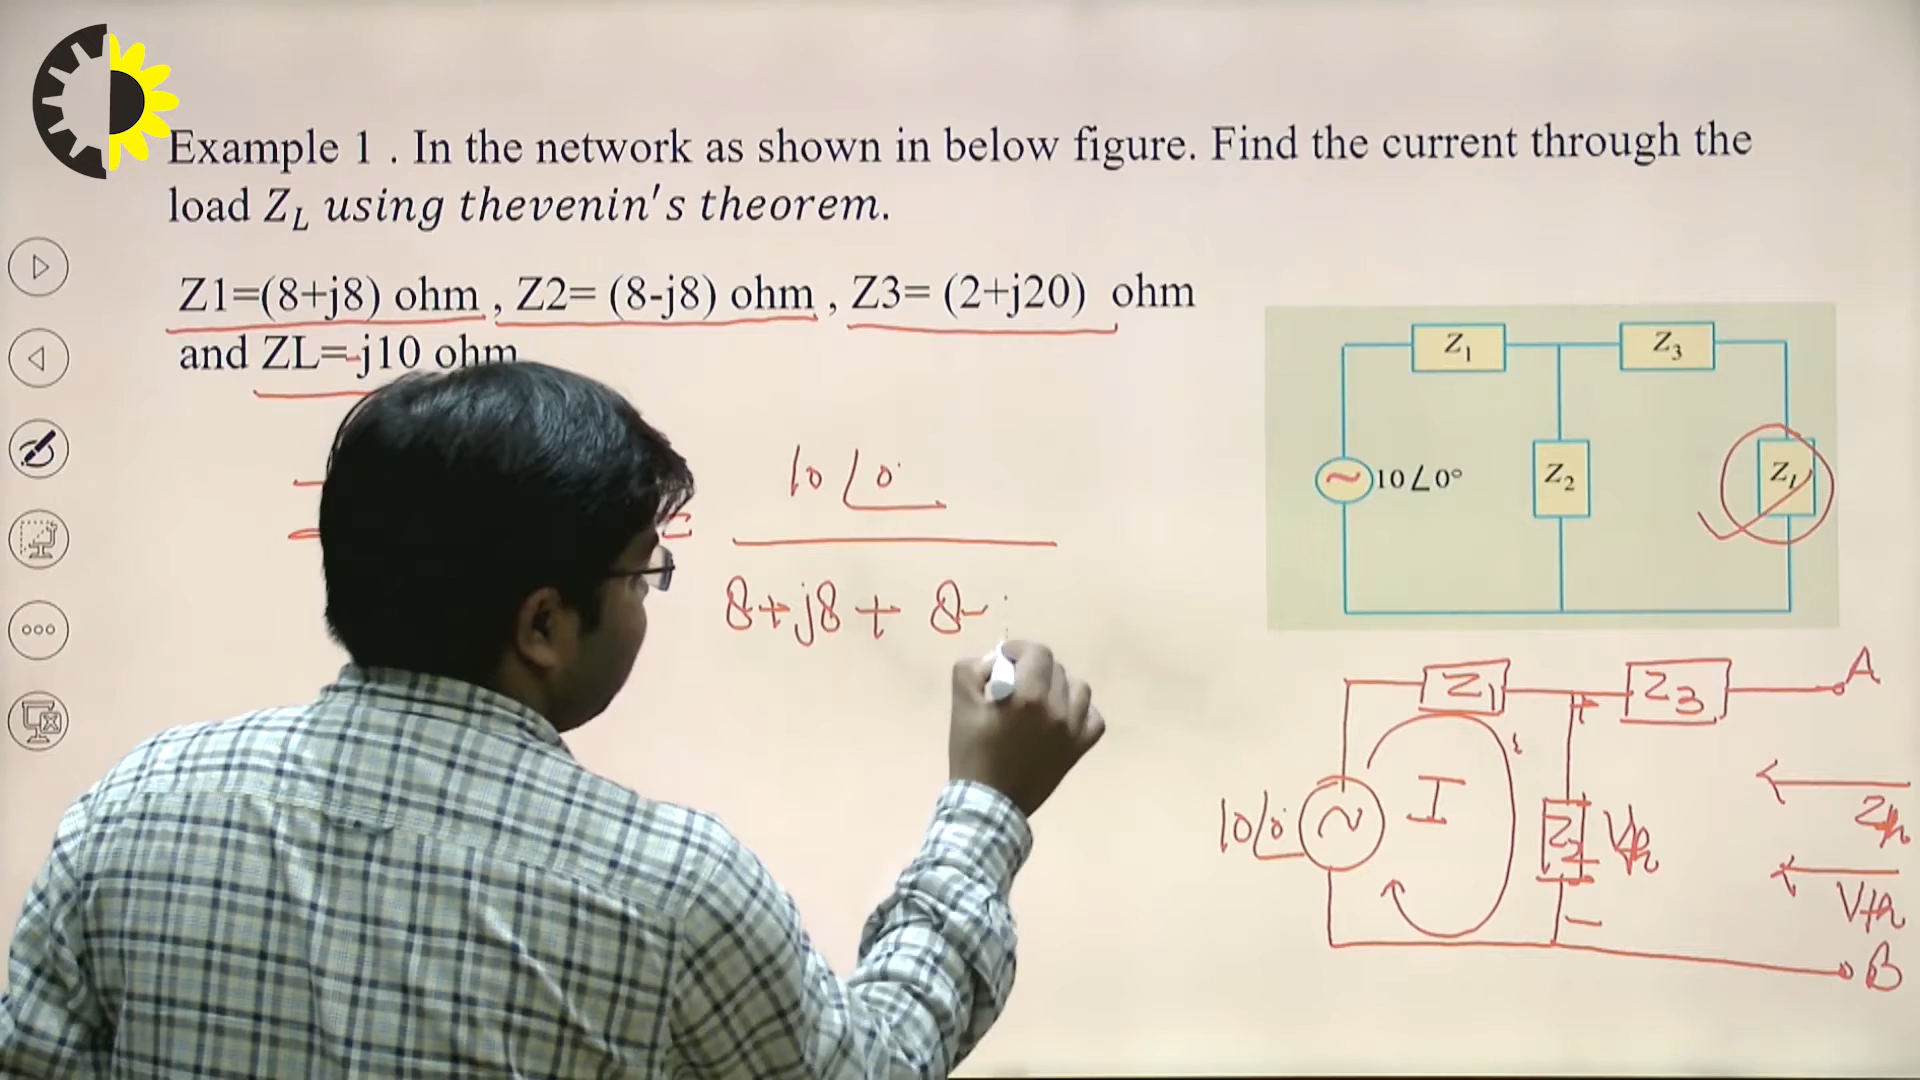 Example 1 . In the network as shown in below figure. Find the current through the
load Z_L using thevenin's theorem.
Z1=(8+j8) ohm , Z2= (8-j8) ohm , Z3= (2+j20) ohm
and ZL=-j10 ohm
Z₁
Z₃
10∠0°
Z₂
Z_L
=
10∠0°
8+j8 + 8-
Z1
Z3
A
I
10∠0°
Z2
Vth
Zth
Vth
B